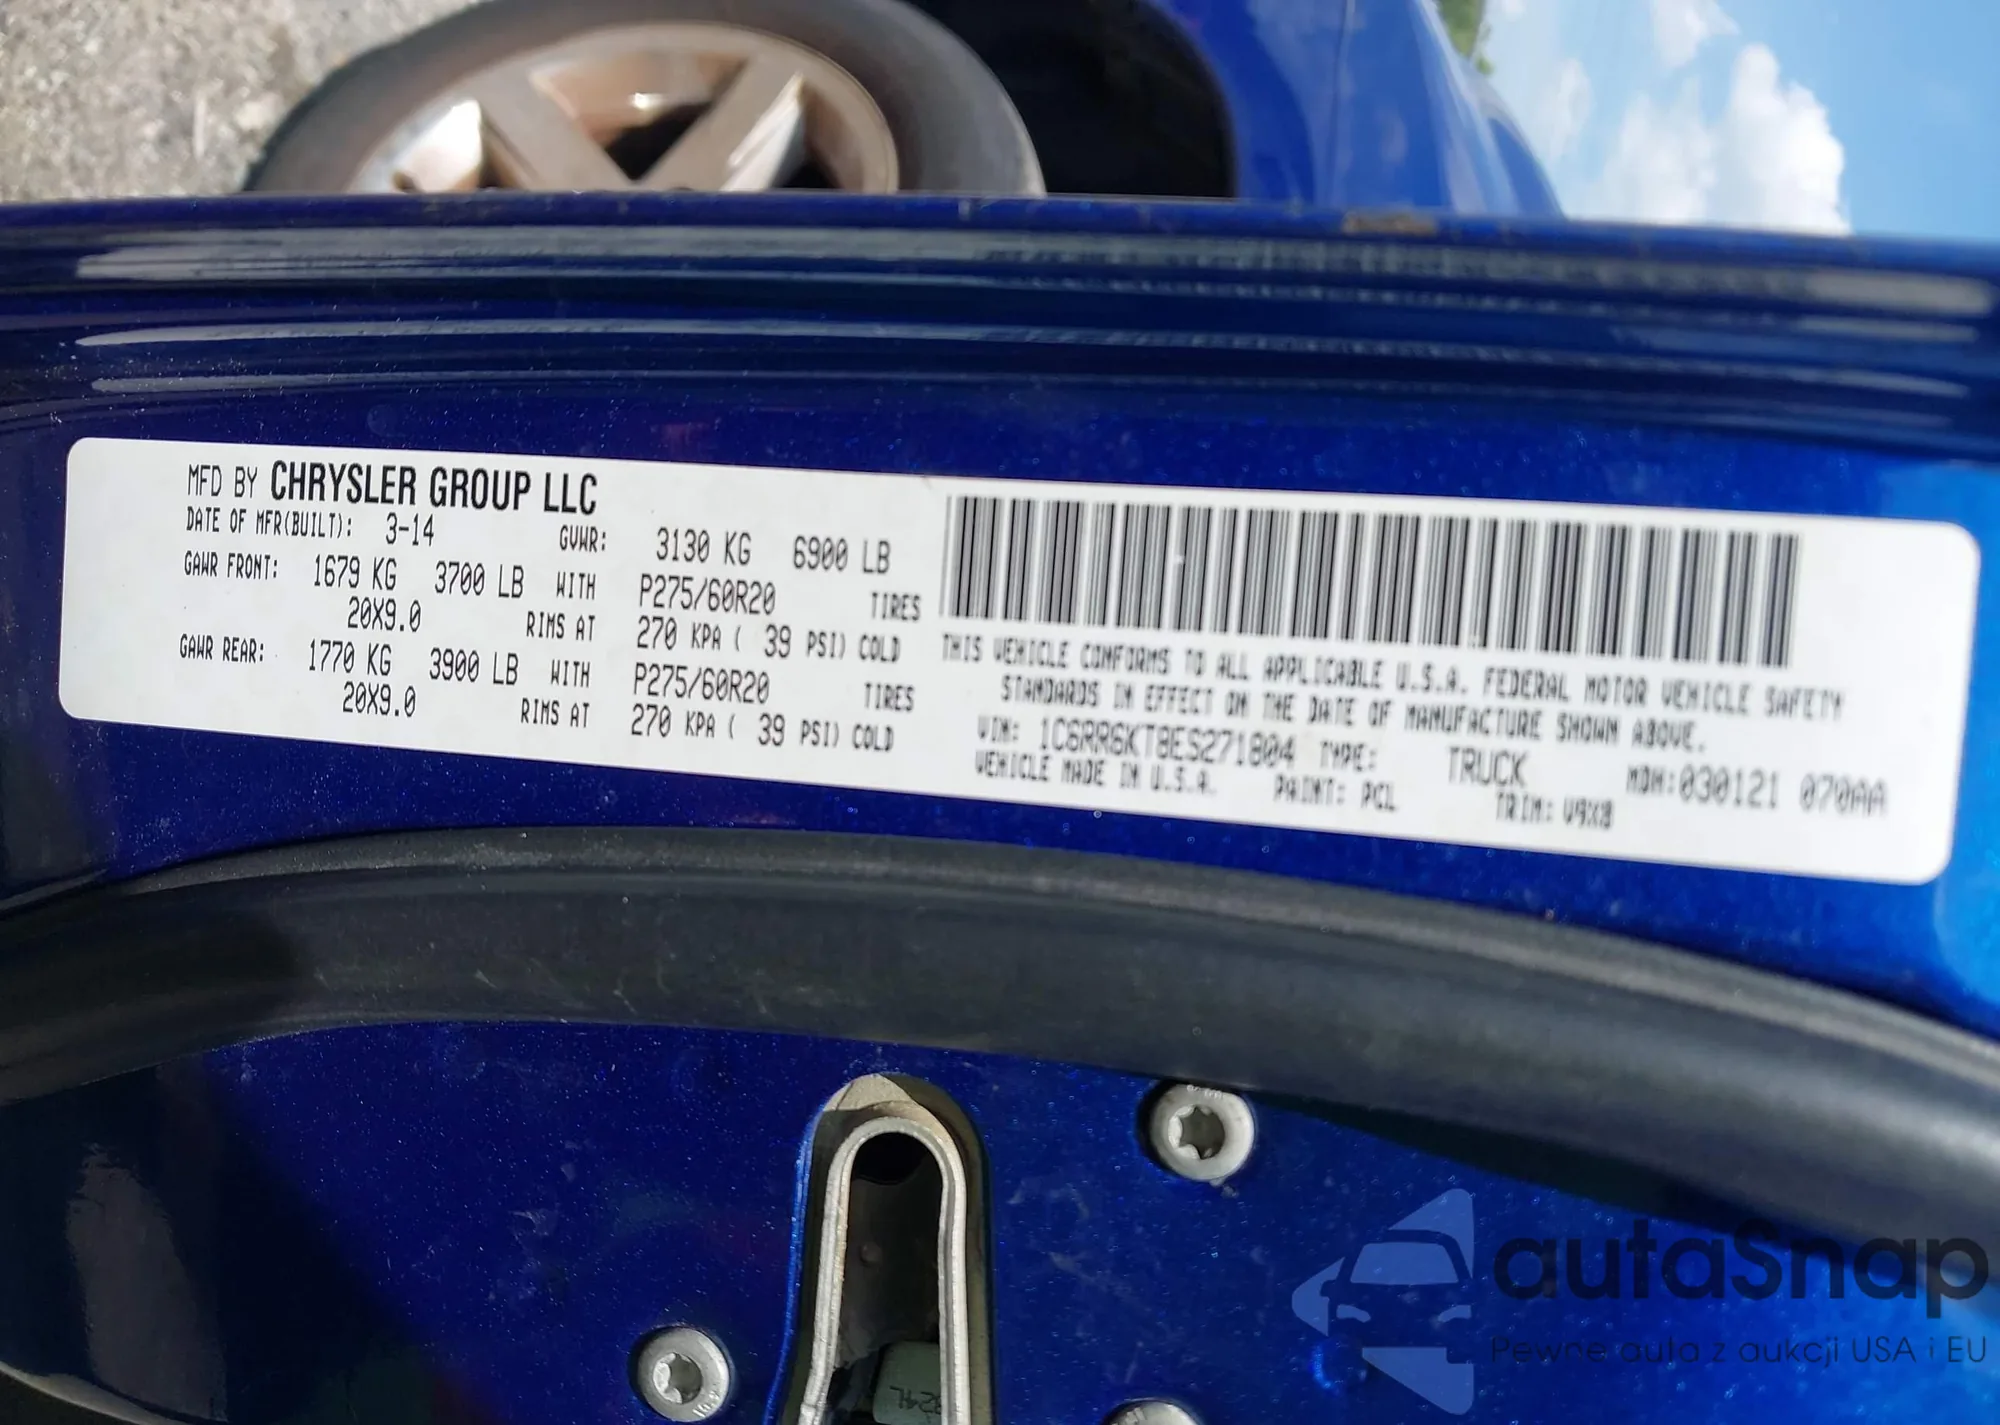 MFD BY CHRYSLER GROUP LLC
DATE OF MFR(BUILT): 3-14 GVWR: 3130 KG 6900 LB
GAWR FRONT: 1679 KG 3700 LB WITH P275/60R20 TIRES
20X9.0 RIMS AT 270 KPA ( 39 PSI) COLD
GAWR REAR: 1770 KG 3900 LB WITH P275/60R20 TIRES
20X9.0 RIMS AT 270 KPA ( 39 PSI) COLD
THIS VEHICLE CONFORMS TO ALL APPLICABLE U.S.A. FEDERAL MOTOR VEHICLE SAFETY
STANDARDS IN EFFECT ON THE DATE OF MANUFACTURE SHOWN ABOVE.
VIN: 1C6RR6KT8ES271804 TYPE: TRUCK MDH:030121 070AA
VEHICLE MADE IN U.S.A. PAINT: PCL TRIM: V9X8
autaSnap
Pewne auta z aukcji USA i EU